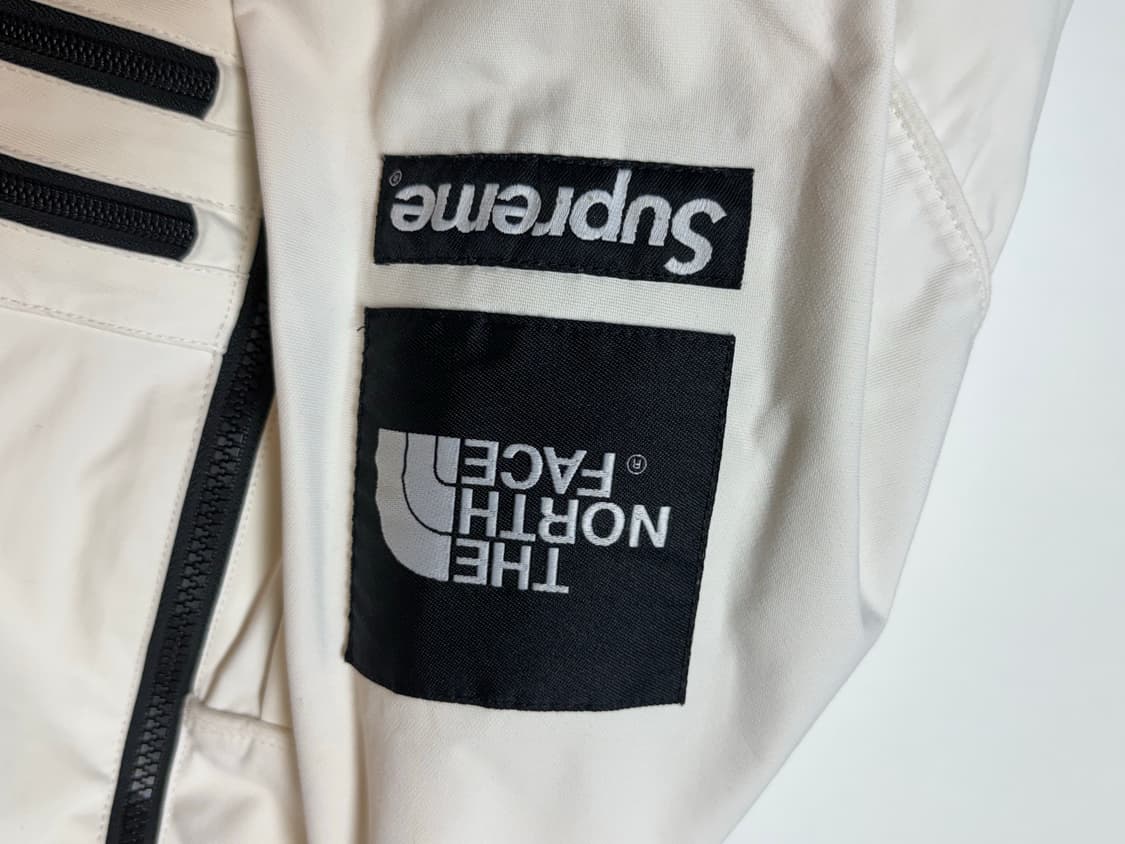 THE
NORTH
FACE ®
Supreme ®